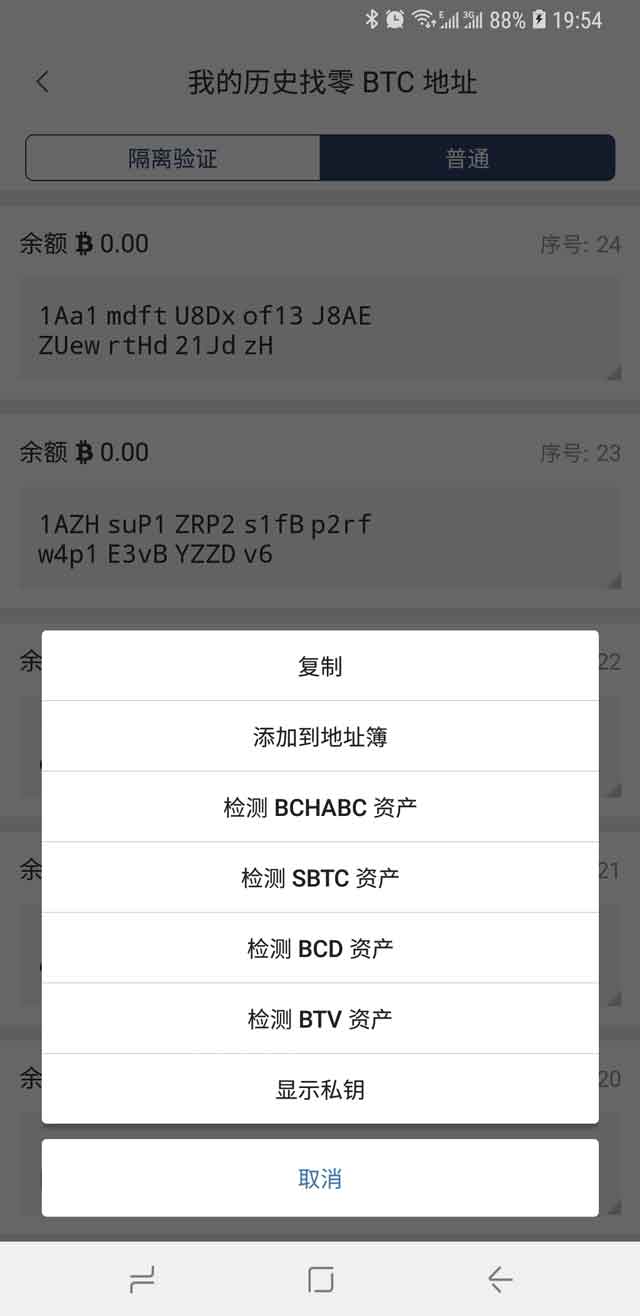 E 3G 88% 19:54
我的历史找零 BTC 地址
隔离验证 普通
余额 ₿ 0.00 序号: 24
1Aa1 mdft U8Dx of13 J8AE
ZUew rtHd 21Jd zH
余额 ₿ 0.00 序号: 23
1AZH suP1 ZRP2 s1fB p2rf
w4p1 E3vB YZZD v6
余 22
复制
添加到地址簿
检测 BCHABC 资产
余 21
检测 SBTC 资产
检测 BCD 资产
检测 BTV 资产
余 20
显示私钥
取消